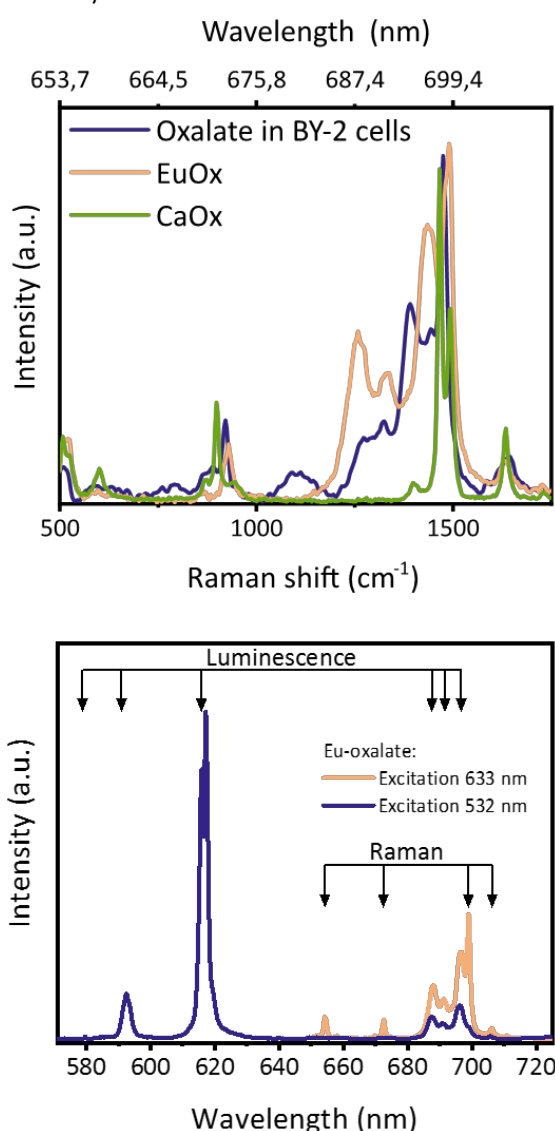 Wavelength (nm)
653,7 664,5 675,8 687,4 699,4
Oxalate in BY-2 cells
EuOx
CaOx
Intensity (a.u.)
500 1000 1500
Raman shift (cm-1)
Luminescence
Eu-oxalate:
Excitation 633 nm
Excitation 532 nm
Raman
Intensity (a.u.)
580 600 620 640 660 680 700 720
Wavelength (nm)